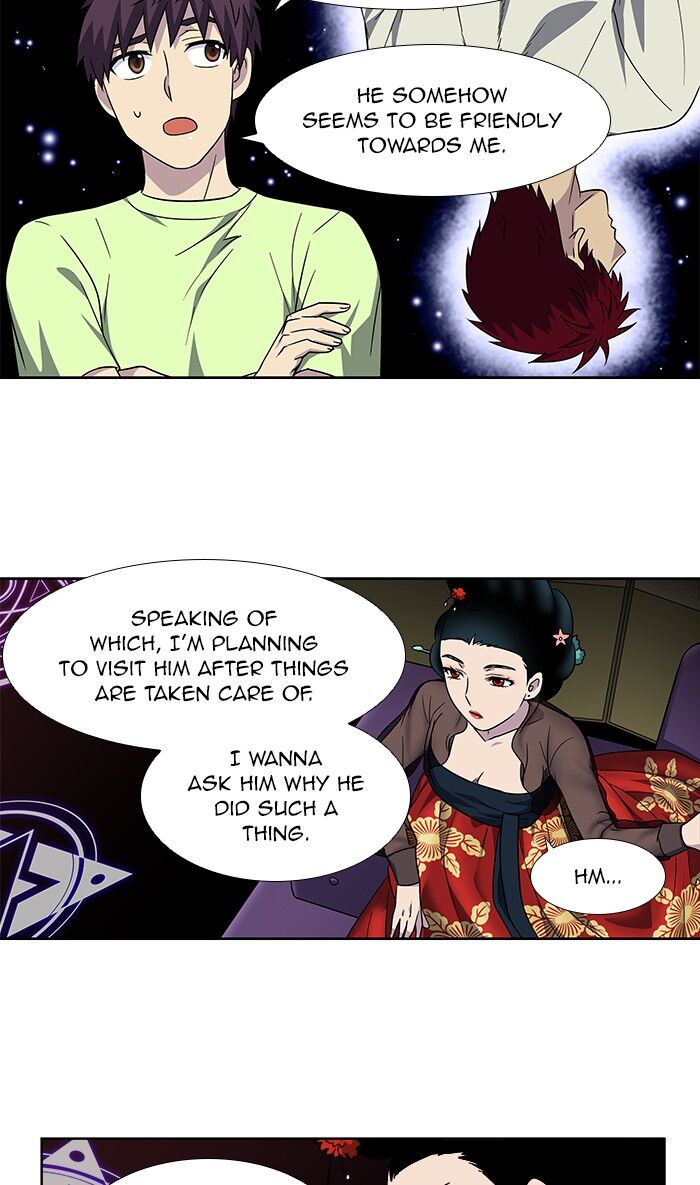 HE SOMEHOW
SEEMS TO BE FRIENDLY
TOWARDS ME.
SPEAKING OF
WHICH, I'M PLANNING
TO VISIT HIM AFTER THINGS
ARE TAKEN CARE OF.
I WANNA
ASK HIM WHY HE
DID SUCH A
THING.
HM...